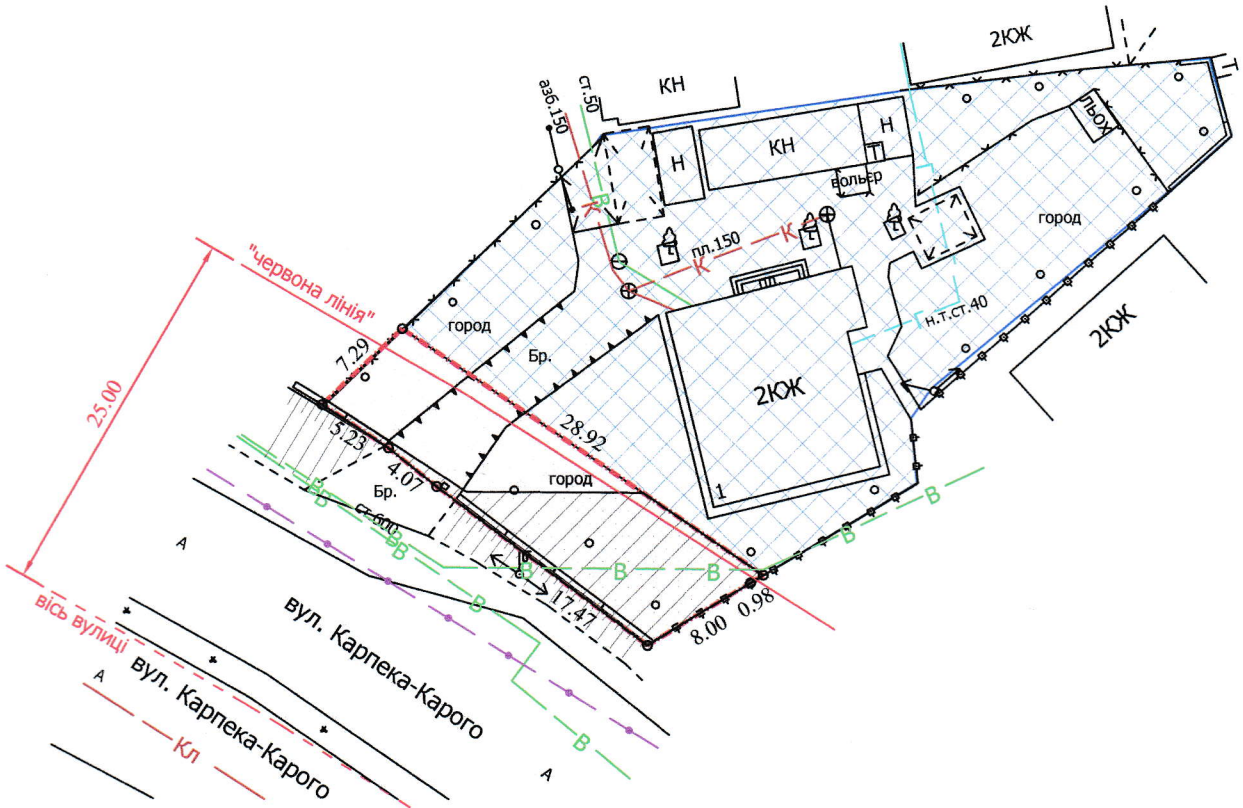 2КЖ
КН
ст.50
азб.150
Т
ЛЬОХ
Н
КН
Н
Т
вольєр
В
К
город
пл.150
К
К
Г
"червона лінія"
н.т.ст.40
город
Бр.
2КЖ
7.29
2КЖ
25.00
28.92
5.23
город
1
4.07
Бр.
ст.600
В
В
В
В
В
В
В
В
А
17.47
0.98
8.00
В
вул. Карпека-Карого
вісь вулиці
вул. Карпека-Карого
А
Кл
В
А